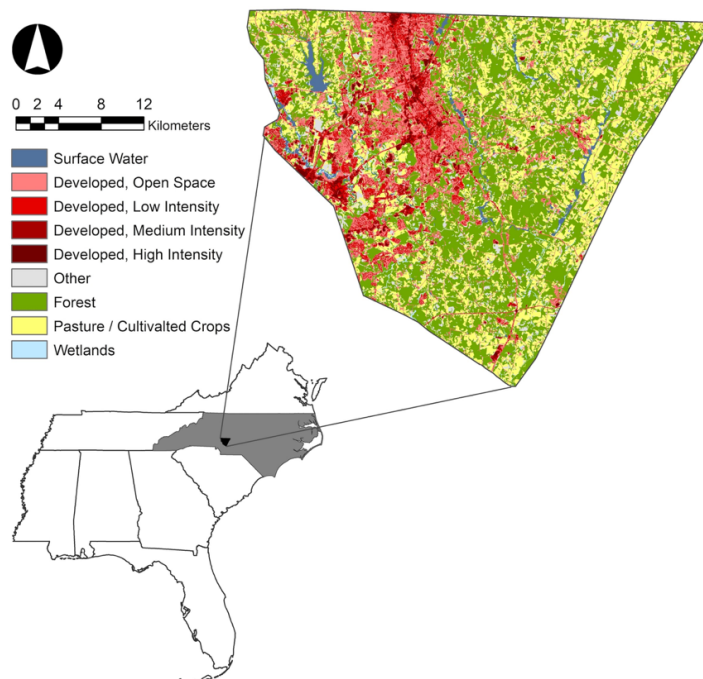 0 2 4 8 12
Kilometers
Surface Water
Developed, Open Space
Developed, Low Intensity
Developed, Medium Intensity
Developed, High Intensity
Other
Forest
Pasture / Cultivalted Crops
Wetlands